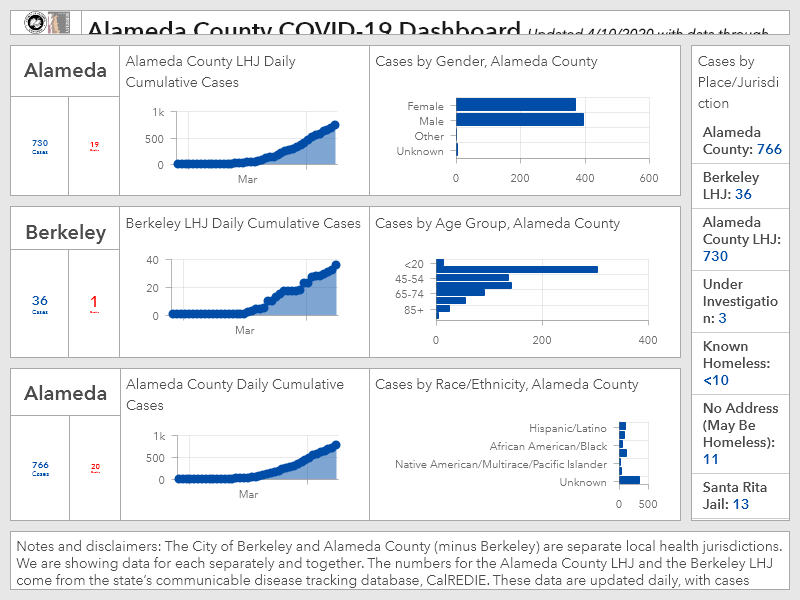 Alameda County COVID-19 Dashboard Updated 4/10/2020 with data through
Alameda
730
Cases
19
Alameda County LHJ Daily
Cumulative Cases
1k
500
0
Mar
Cases by Gender, Alameda County
Female
Male
Other
Unknown
0 200 400 600
Berkeley
36
Cases
1
Berkeley LHJ Daily Cumulative Cases
40
20
0
Mar
Cases by Age Group, Alameda County
<20
45-54
65-74
85+
0 200 400
Alameda
766
Cases
20
Alameda County Daily Cumulative
Cases
1k
500
0
Mar
Cases by Race/Ethnicity, Alameda County
Hispanic/Latino
African American/Black
Native American/Multirace/Pacific Islander
Unknown
0 500
Cases by
Place/Jurisdi
ction
Alameda
County: 766
Berkeley
LHJ: 36
Alameda
County LHJ:
730
Under
Investigatio
n: 3
Known
Homeless:
<10
No Address
(May Be
Homeless):
11
Santa Rita
Jail: 13
Notes and disclaimers: The City of Berkeley and Alameda County (minus Berkeley) are separate local health jurisdictions.
We are showing data for each separately and together. The numbers for the Alameda County LHJ and the Berkeley LHJ
come from the state's communicable disease tracking database, CalREDIE. These data are updated daily, with cases